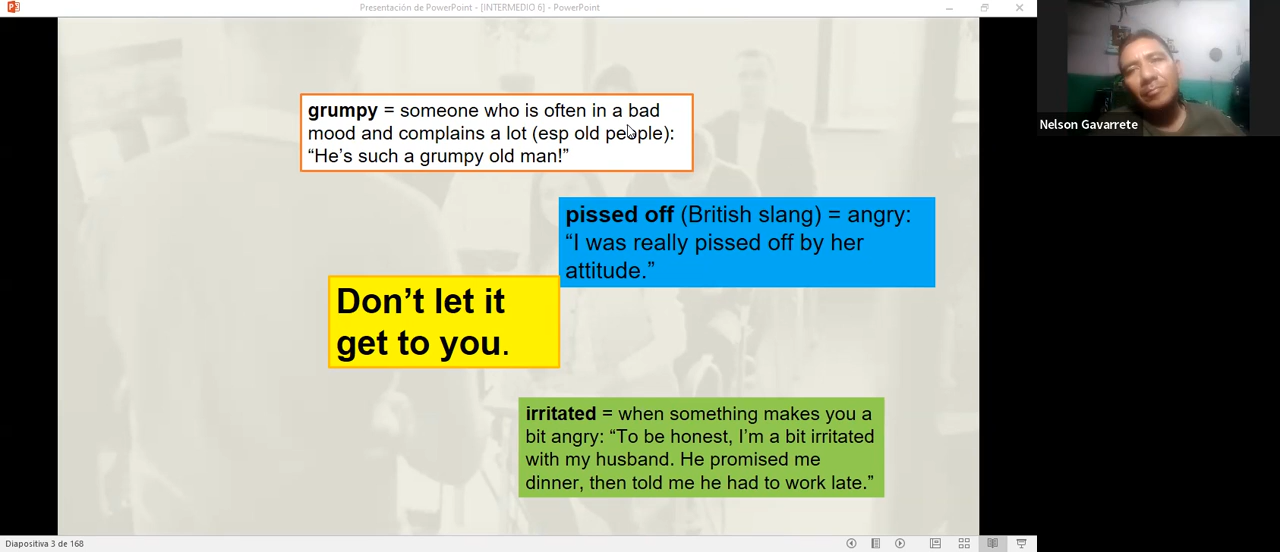 Presentación de PowerPoint - [INTERMEDIO 6] - PowerPoint
grumpy = someone who is often in a bad
mood and complains a lot (esp old people):
“He’s such a grumpy old man!”
Nelson Gavarrete
pissed off (British slang) = angry:
“I was really pissed off by her
attitude.”
Don’t let it
get to you.
irritated = when something makes you a
bit angry: “To be honest, I’m a bit irritated
with my husband. He promised me
dinner, then told me he had to work late.”
Diapositiva 3 de 168